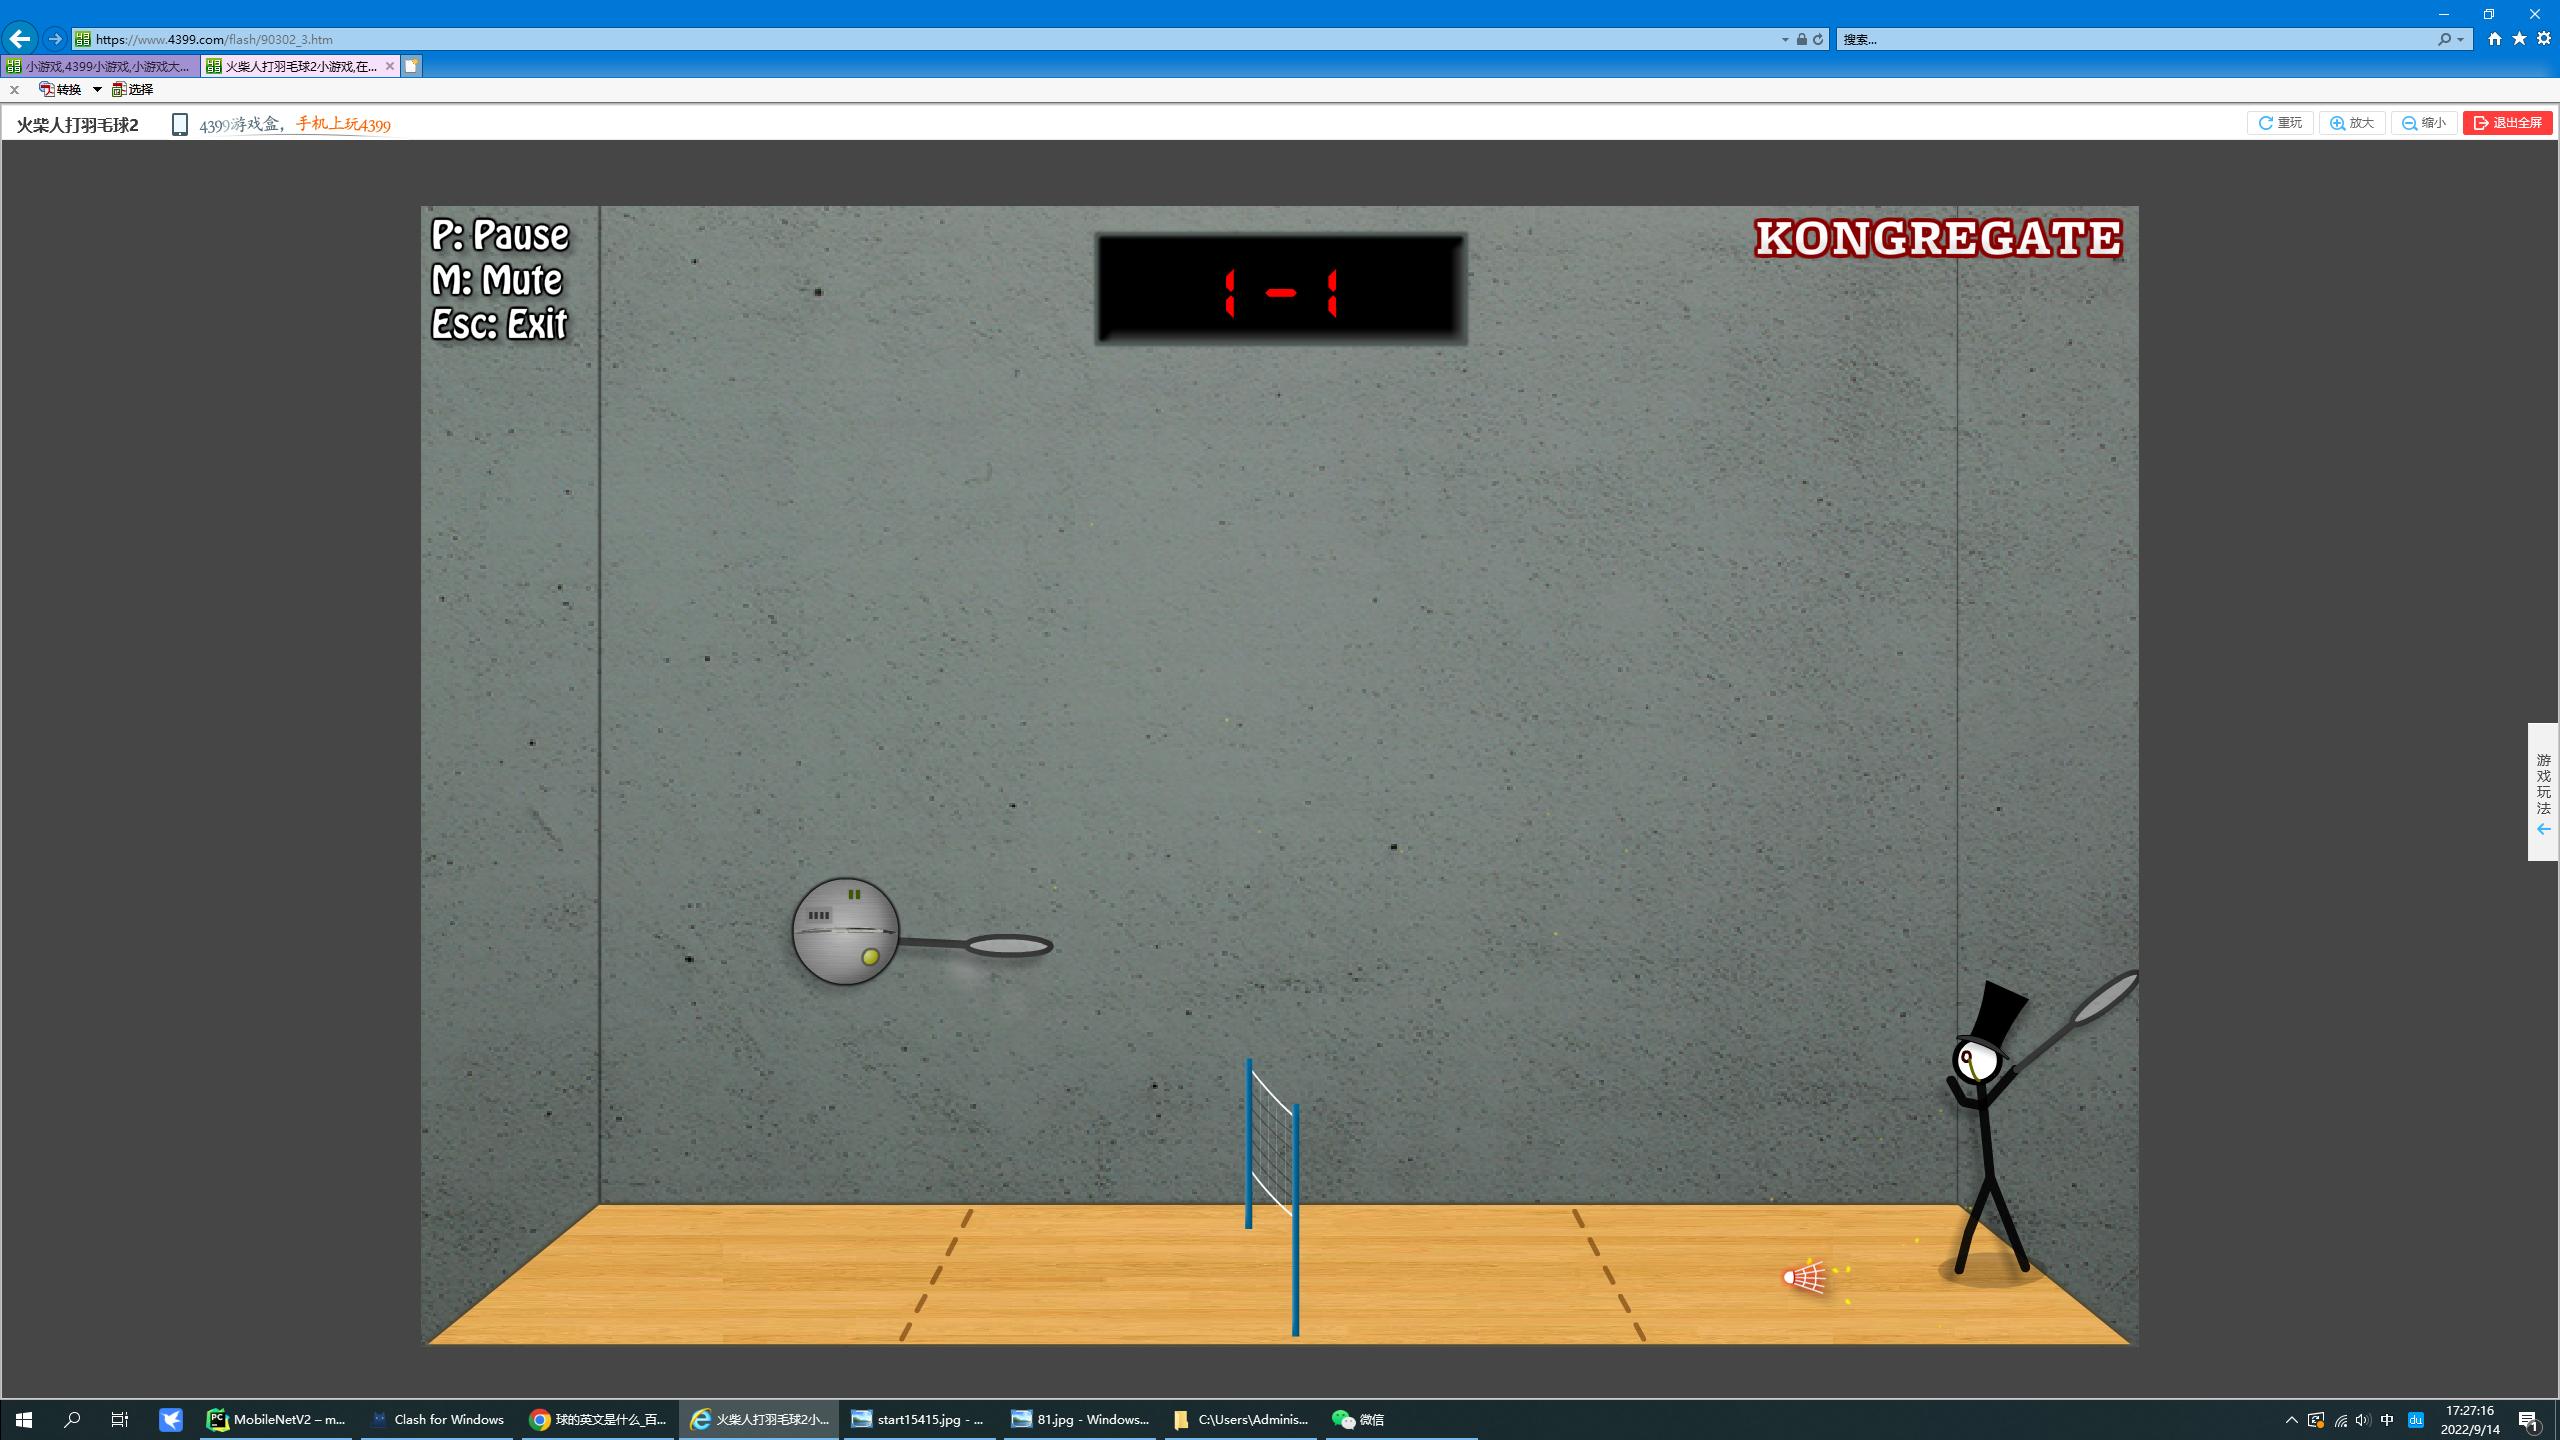 https://www.4399.com/flash/90302_3.htm
搜索...
小游戏,4399小游戏,小游戏大...
火柴人打羽毛球2小游戏,在...
转换
选择
火柴人打羽毛球2
4399游戏盒，手机上玩4399
重玩
放大
缩小
退出全屏
P: Pause
M: Mute
Esc: Exit
1 - 1
KONGREGATE
游戏玩法
MobileNetV2 – m...
Clash for Windows
球的英文是什么_百...
火柴人打羽毛球2小...
start15415.jpg - ...
81.jpg - Windows...
C:\Users\Adminis...
微信
中
du
17:27:16
2022/9/14
1